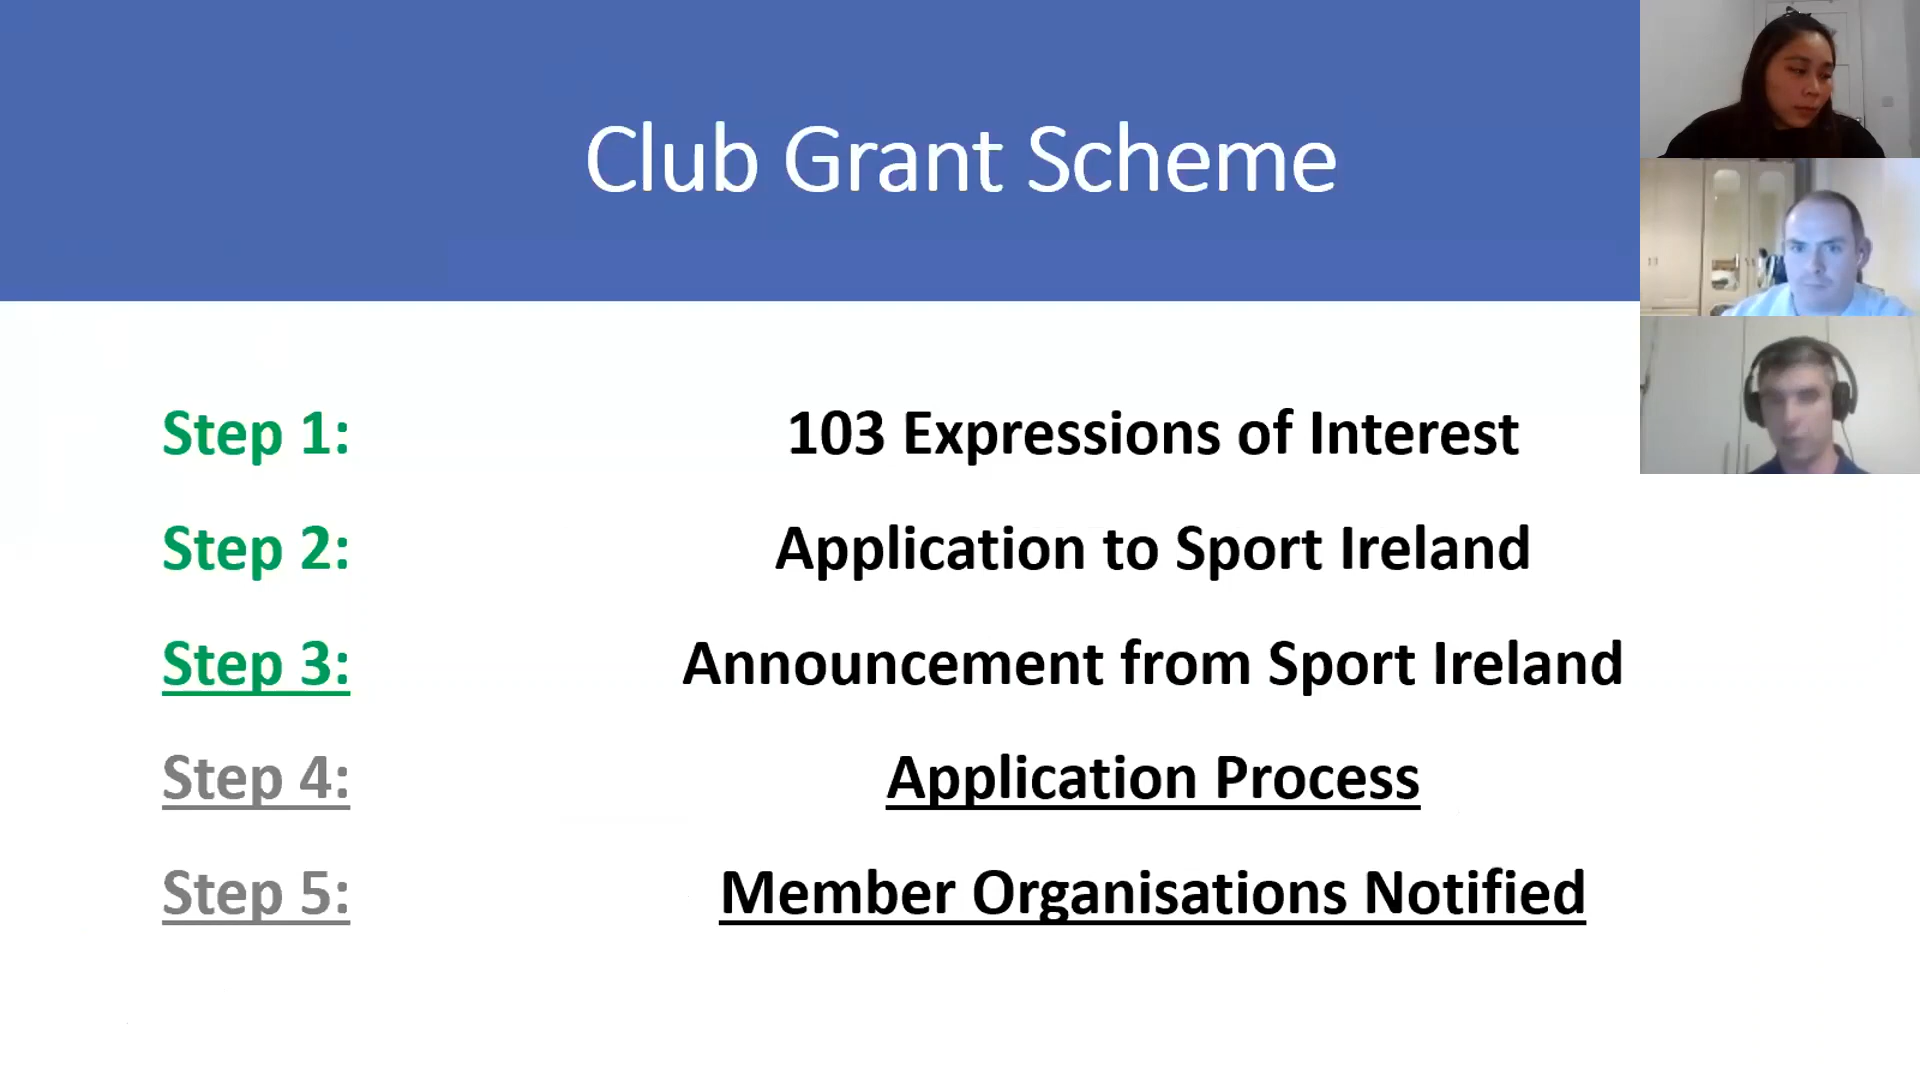 Club Grant Scheme
Step 1: 103 Expressions of Interest
Step 2: Application to Sport Ireland
Step 3: Announcement from Sport Ireland
Step 4: Application Process
Step 5: Member Organisations Notified